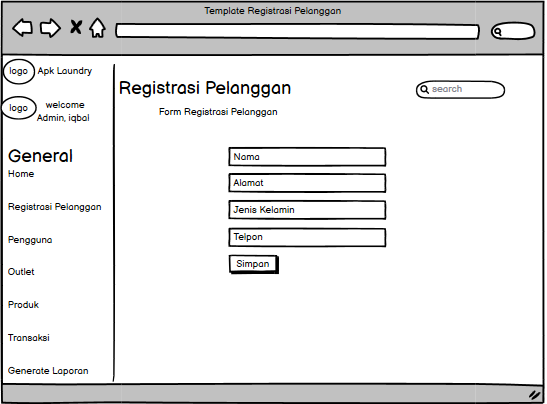 Template Registrasi Pelanggan
logo
Apk Laundry
logo
welcome
Admin, iqbal
General
Home
Registrasi Pelanggan
Pengguna
Outlet
Produk
Transaksi
Generate Laporan
Registrasi Pelanggan
search
Form Registrasi Pelanggan
Nama
Alamat
Jenis Kelamin
Telpon
Simpan